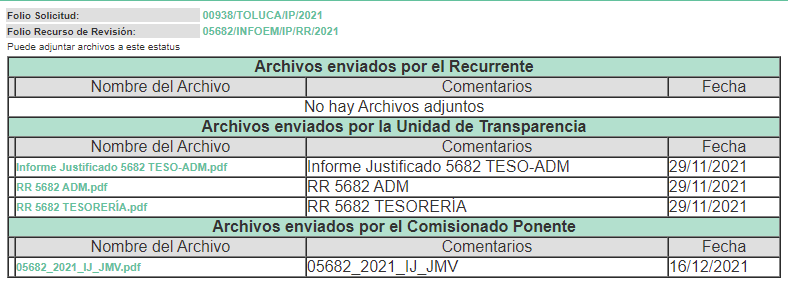 Folio Solicitud: 00938/TOLUCA/IP/2021
Folio Recurso de Revisión: 05682/INFOEM/IP/RR/2021
Puede adjuntar archivos a este estatus
Archivos enviados por el Recurrente
Nombre del Archivo Comentarios Fecha
No hay Archivos adjuntos
Archivos enviados por la Unidad de Transparencia
Nombre del Archivo Comentarios Fecha
Informe Justificado 5682 TESO-ADM.pdf Informe Justificado 5682 TESO-ADM 29/11/2021
RR 5682 ADM.pdf RR 5682 ADM 29/11/2021
RR 5682 TESORERÍA.pdf RR 5682 TESORERÍA 29/11/2021
Archivos enviados por el Comisionado Ponente
Nombre del Archivo Comentarios Fecha
05682_2021_IJ_JMV.pdf 05682_2021_IJ_JMV 16/12/2021